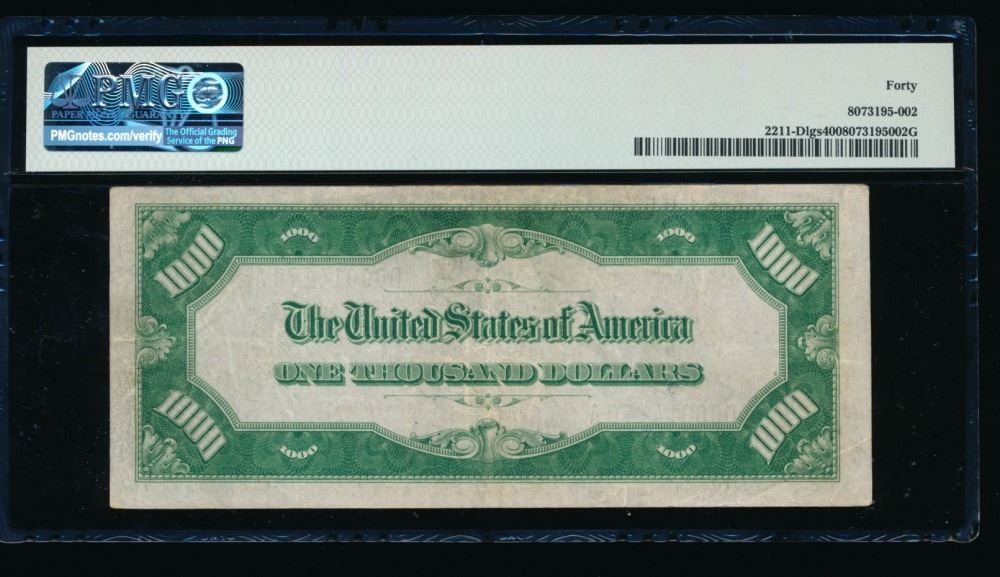 PMG
PAPER MONEY GUARANTY
PMGnotes.com/verify
The Official Grading
Service of the PNG
Forty
8073195-002
2211-Dlgs4008073195002G
1000
1000
1000
1000
The United States of America
ONE THOUSAND DOLLARS
1000
1000
1000
1000